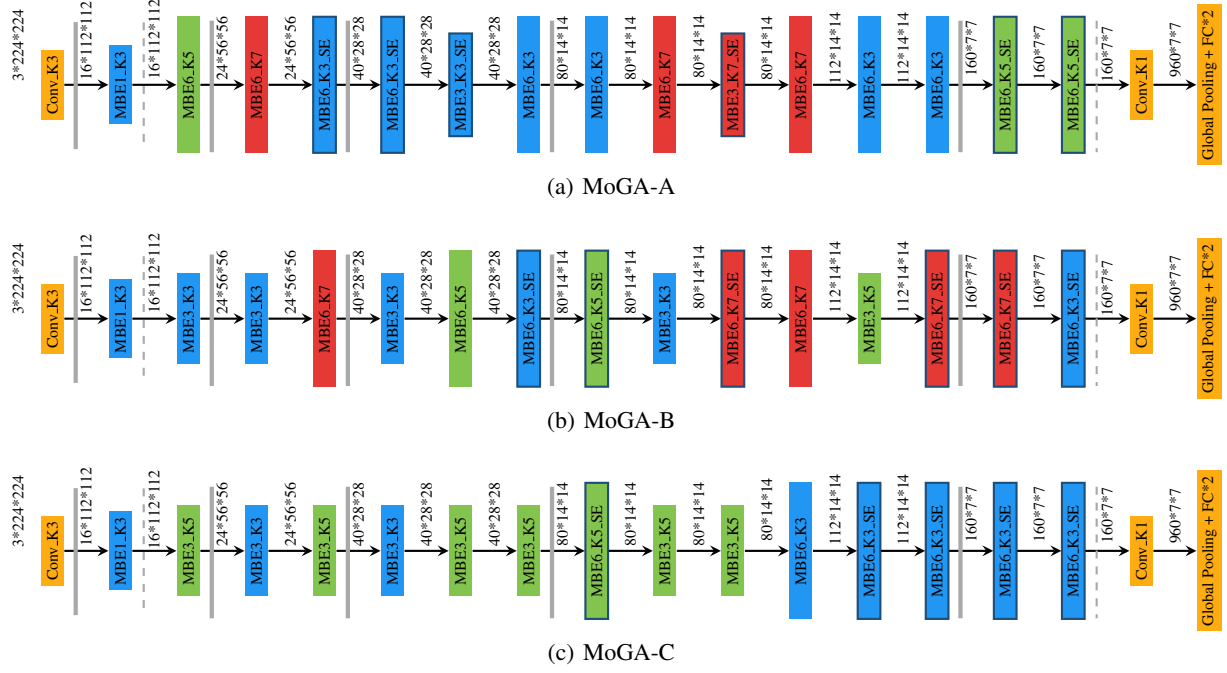 3*224*224
Conv_K3
16*112*112
MBE1_K3
16*112*112
MBE6_K5
24*56*56
MBE6_K7
24*56*56
MBE6_K3_SE
40*28*28
MBE6_K3_SE
40*28*28
MBE3_K3_SE
40*28*28
MBE6_K3
80*14*14
MBE6_K3
80*14*14
MBE6_K7
80*14*14
MBE3_K7_SE
80*14*14
MBE6_K7
112*14*14
MBE6_K3
112*14*14
MBE6_K3
160*7*7
MBE6_K5_SE
160*7*7
MBE6_K5_SE
160*7*7
Conv_K1
960*7*7
Global Pooling + FC*2
(a) MoGA-A
3*224*224
Conv_K3
16*112*112
MBE1_K3
16*112*112
MBE3_K3
24*56*56
MBE3_K3
24*56*56
MBE6_K7
40*28*28
MBE3_K3
40*28*28
MBE6_K5
40*28*28
MBE6_K3_SE
80*14*14
MBE6_K5_SE
80*14*14
MBE3_K3
80*14*14
MBE6_K7_SE
80*14*14
MBE6_K7
112*14*14
MBE3_K5
112*14*14
MBE6_K7_SE
160*7*7
MBE6_K7_SE
160*7*7
MBE6_K3_SE
160*7*7
Conv_K1
960*7*7
Global Pooling + FC*2
(b) MoGA-B
3*224*224
Conv_K3
16*112*112
MBE1_K3
16*112*112
MBE3_K5
24*56*56
MBE3_K3
24*56*56
MBE3_K5
40*28*28
MBE3_K3
40*28*28
MBE3_K5
40*28*28
MBE3_K5
80*14*14
MBE6_K5_SE
80*14*14
MBE3_K5
80*14*14
MBE3_K5
80*14*14
MBE6_K3
112*14*14
MBE6_K3_SE
112*14*14
MBE6_K3_SE
160*7*7
MBE6_K3_SE
160*7*7
MBE6_K3_SE
160*7*7
Conv_K1
960*7*7
Global Pooling + FC*2
(c) MoGA-C